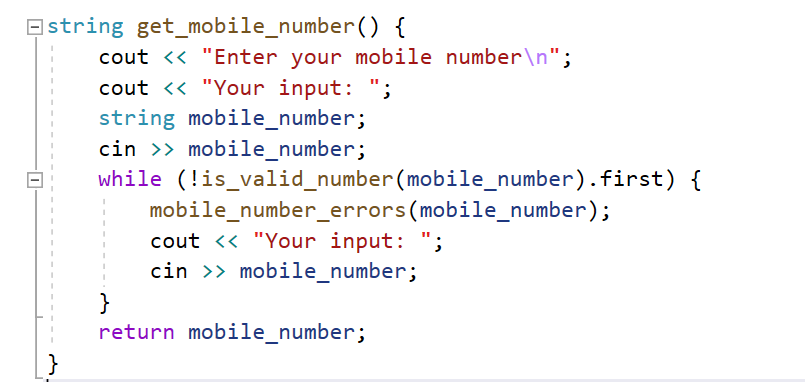 string get_mobile_number() {
    cout << "Enter your mobile number\n";
    cout << "Your input: ";
    string mobile_number;
    cin >> mobile_number;
    while (!is_valid_number(mobile_number).first) {
        mobile_number_errors(mobile_number);
        cout << "Your input: ";
        cin >> mobile_number;
    }
    return mobile_number;
}